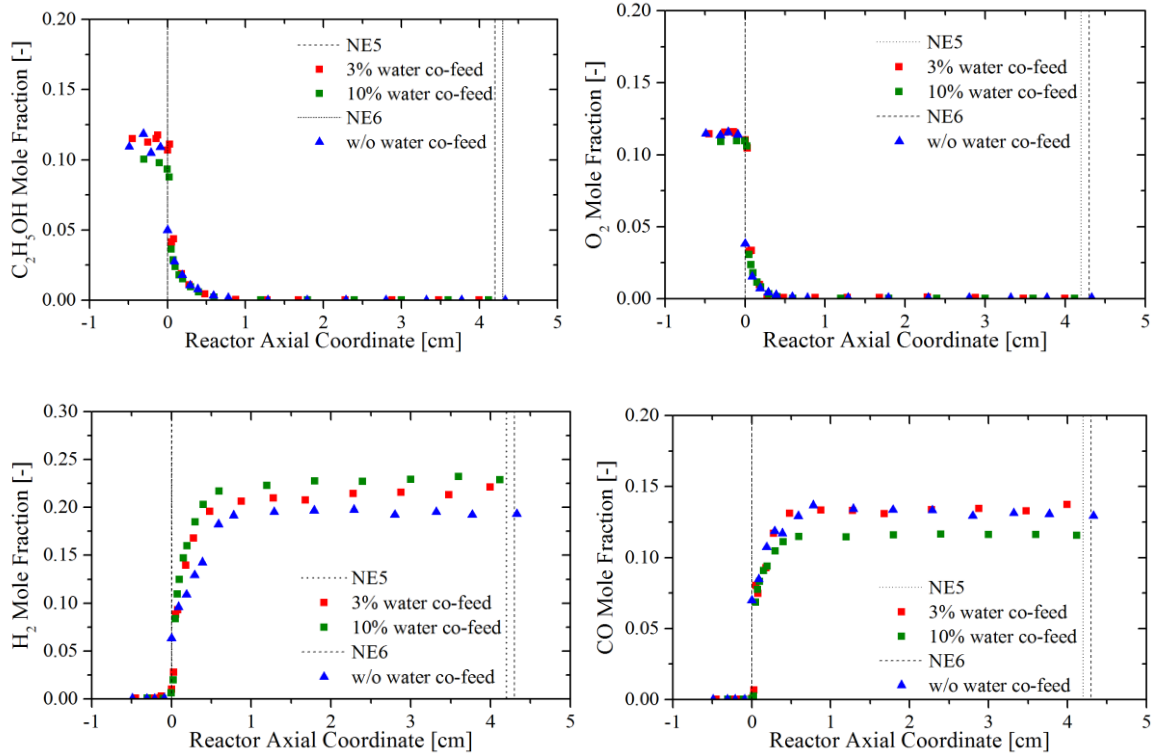 0.20
0.15
0.10
0.05
0.00
C₂H₅OH Mole Fraction [-]
NE5
3% water co-feed
10% water co-feed
NE6
w/o water co-feed
-1 0 1 2 3 4 5
Reactor Axial Coordinate [cm]
0.20
0.15
0.10
0.05
0.00
O₂ Mole Fraction [-]
NE5
3% water co-feed
10% water co-feed
NE6
w/o water co-feed
-1 0 1 2 3 4 5
Reactor Axial Coordinate [cm]
0.30
0.25
0.20
0.15
0.10
0.05
0.00
H₂ Mole Fraction [-]
NE5
3% water co-feed
10% water co-feed
NE6
w/o water co-feed
-1 0 1 2 3 4 5
Reactor Axial Coordinate [cm]
0.20
0.15
0.10
0.05
0.00
CO Mole Fraction [-]
NE5
3% water co-feed
10% water co-feed
NE6
w/o water co-feed
-1 0 1 2 3 4 5
Reactor Axial Coordinate [cm]